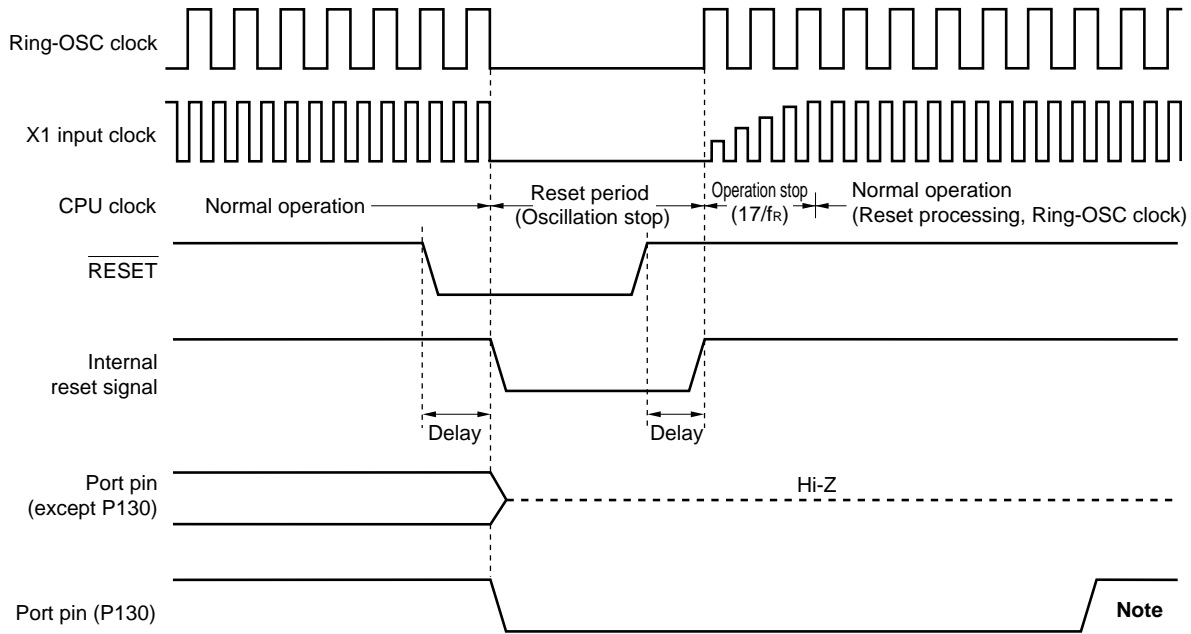 Ring-OSC clock
X1 input clock
CPU clock
Normal operation
Reset period
(Oscillation stop)
Operation stop
(17/fR)
Normal operation
(Reset processing, Ring-OSC clock)
RESET
Internal
reset signal
Delay
Delay
Port pin
(except P130)
Hi-Z
Port pin (P130)
Note